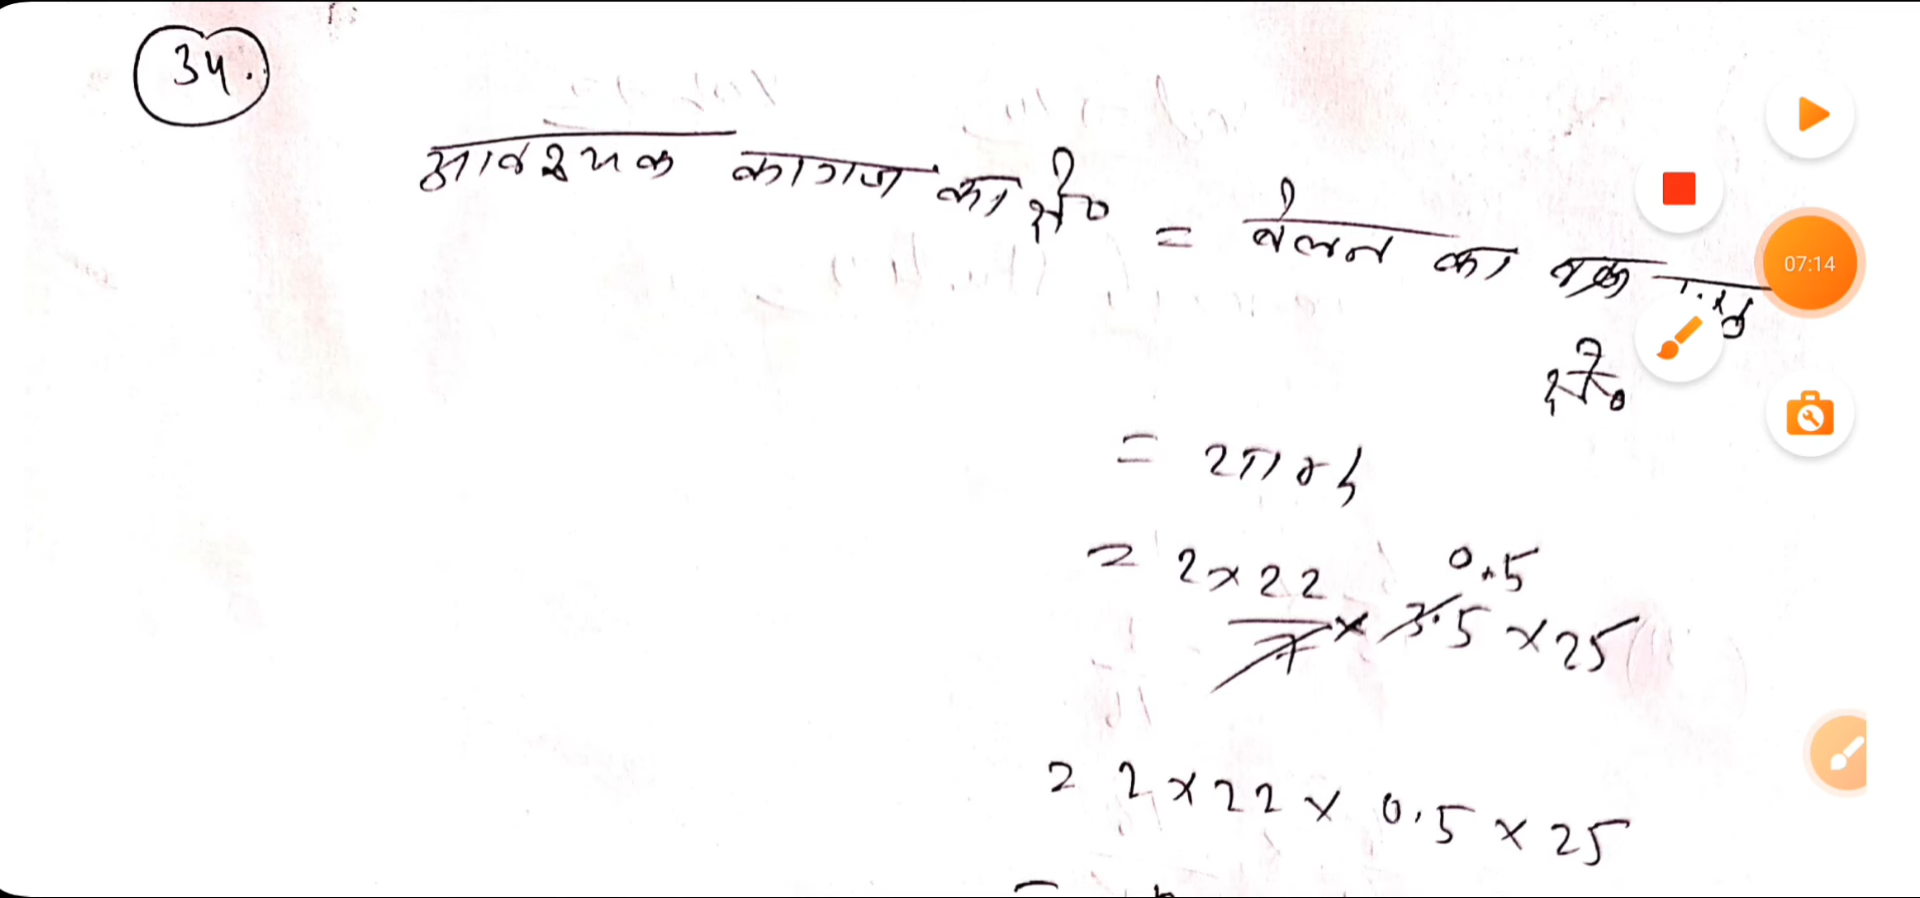 34.
आवश्यक कागज का क्षे० = बेलन का वक्र पृष्ठ
क्षे०
= 2πrh
= 2×22/7 × 3.5 × 25
0.5
= 2 × 22 × 0.5 × 25
07:14